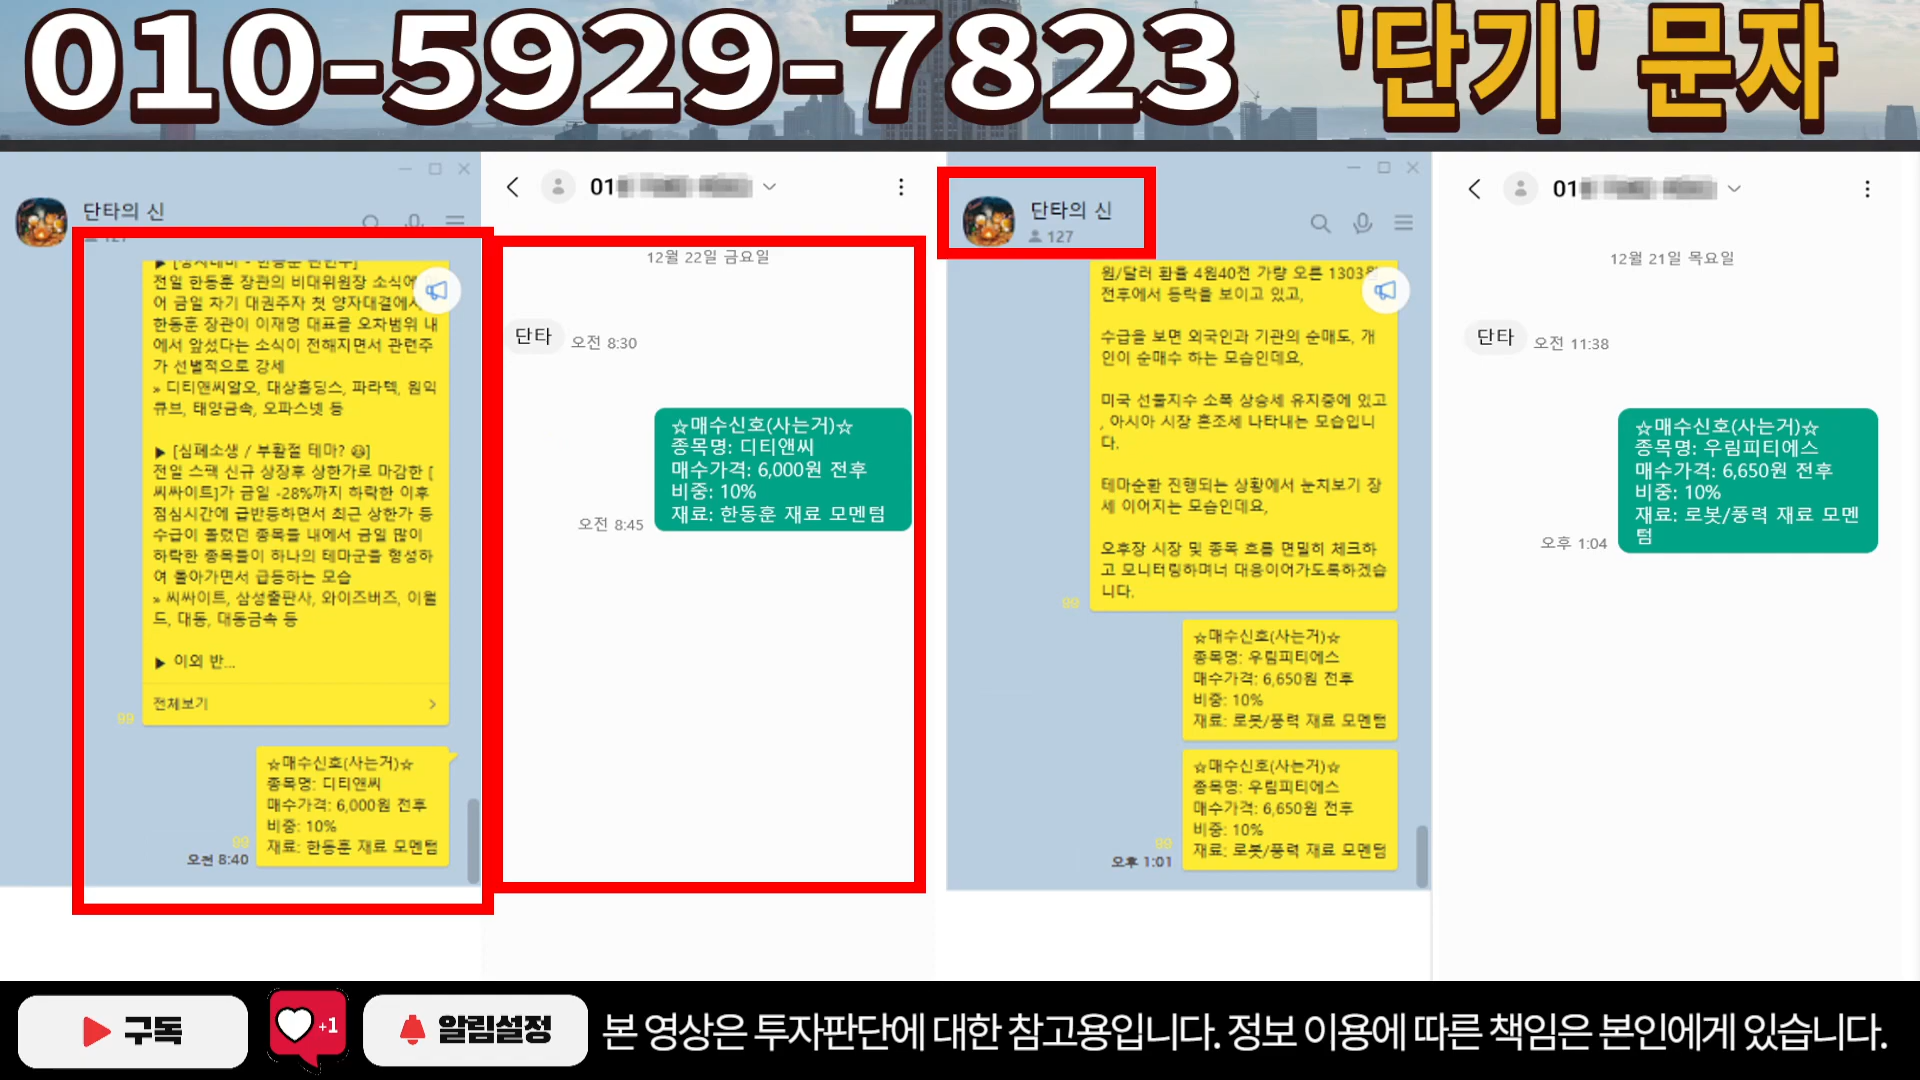 010-5929-7823 '단기' 문자
단타의 신
127
전일 한동훈 장관의 비대위원장 소식에
어 금일 차기 대권주자 첫 양자대결에서
한동훈 장관이 이재명 대표를 오차범위 내
에서 앞섰다는 소식이 전해지면서 관련주
가 선별적으로 강세
» 디티앤씨알오, 대상홀딩스, 파라텍, 원익
큐브, 태양금속, 오파스넷 등
▶ [심폐소생 / 부활절 테마? ]
전일 스팩 신규 상장후 상한가로 마감한 [
씨싸이트]가 금일 -28%까지 하락한 이후
점심시간에 급반등하면서 최근 상한가 등
수급이 몰렸던 종목들 내에서 금일 많이
하락한 종목들이 하나의 테마군을 형성하
여 돌아가면서 급등하는 모습
» 씨싸이트, 삼성출판사, 와이즈버즈, 이월
드, 대동, 대동금속 등
▶ 이외 반...
전체보기
99
☆매수신호(사는거)☆
종목명: 디티앤씨
매수가격: 6,000원 전후
비중: 10%
재료: 한동훈 재료 모멘텀
99
오전 8:40
01
12월 22일 금요일
단타 오전 8:30
☆매수신호(사는거)☆
종목명: 디티앤씨
매수가격: 6,000원 전후
비중: 10%
재료: 한동훈 재료 모멘텀
오전 8:45
단타의 신
127
원/달러 환율 4원40전 가량 오른 1303원
전후에서 등락을 보이고 있고,
수급을 보면 외국인과 기관의 순매도, 개
인이 순매수 하는 모습인데요,
미국 선물지수 소폭 상승세 유지중에 있고
, 아시아 시장 혼조세 나타내는 모습입니
다.
테마순환 진행되는 상황에서 눈치보기 장
세 이어지는 모습인데요,
오후장 시장 및 종목 흐름 면밀히 체크하
고 모니터링하며너 대응이어가도록하겠습
니다.
99
☆매수신호(사는거)☆
종목명: 우림피티에스
매수가격: 6,650원 전후
비중: 10%
재료: 로봇/풍력 재료 모멘텀
☆매수신호(사는거)☆
종목명: 우림피티에스
매수가격: 6,650원 전후
비중: 10%
재료: 로봇/풍력 재료 모멘텀
99
오후 1:01
01
12월 21일 목요일
단타 오전 11:38
☆매수신호(사는거)☆
종목명: 우림피티에스
매수가격: 6,650원 전후
비중: 10%
재료: 로봇/풍력 재료 모멘
텀
오후 1:04
구독 +1 알림설정 본 영상은 투자판단에 대한 참고용입니다. 정보 이용에 따른 책임은 본인에게 있습니다.